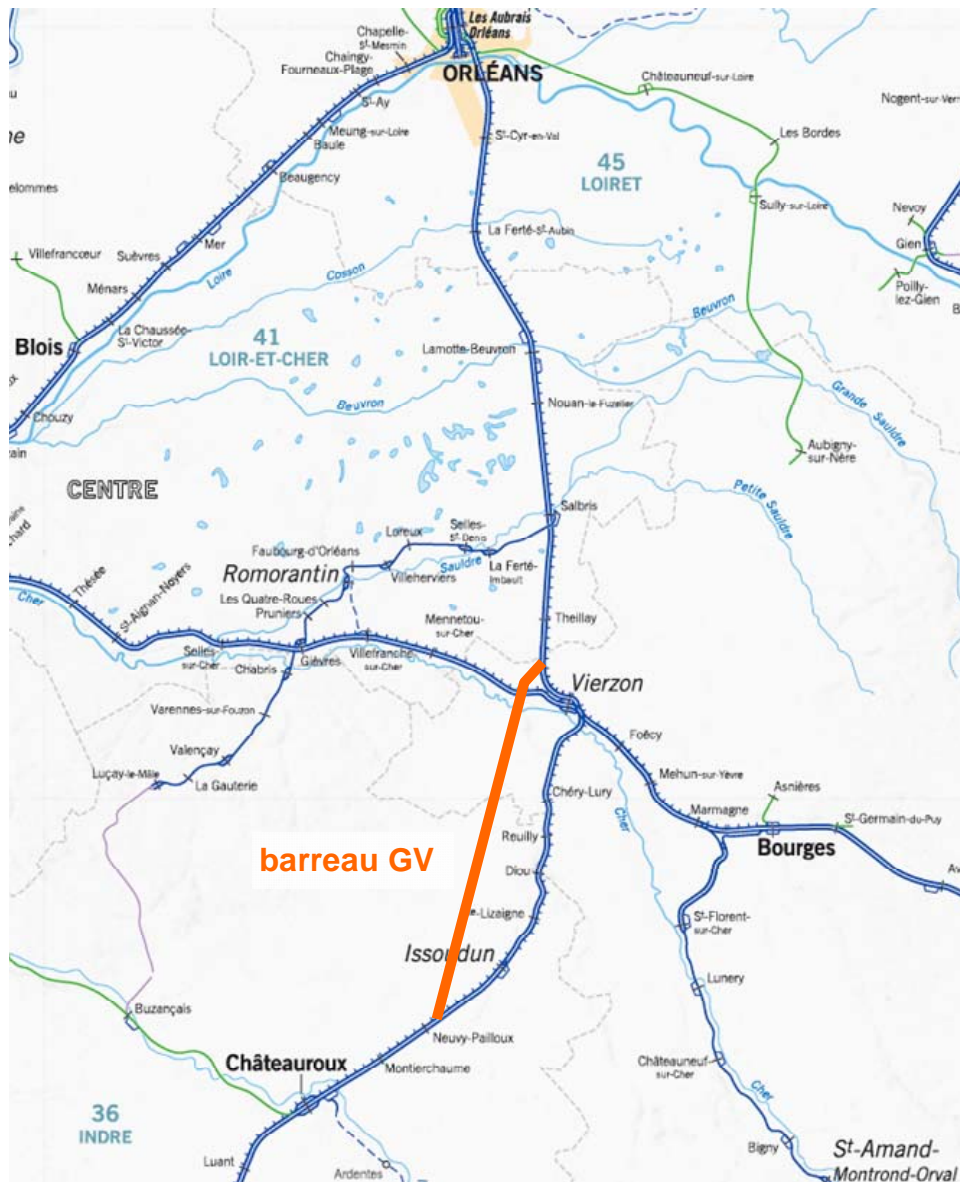 Les Aubrais
Orléans
Chapelle-
St-Mesmin
Chaingy-
Fourneaux-Plage
ORLÉANS
Châteauneuf-sur-Loire
St-Ay
Nogent-sur-Vern
Meung-sur-Loire
Baule
St-Cyr-en-Val
Les Bordes
45
LOIRET
Beaugency
elommes
Sully-sur-Loire
Nevoy
Gien
La Ferté-St-Aubin
Mer
Suèvres
Villefrancœur
Cosson
Loire
Poilly-
lez-Gien
Ménars
La Chaussée-
St-Victor
Beuvron
41
LOIR-ET-CHER
Blois
Lamotte-Beuvron
Beuvron
Nouan-le-Fuzelier
Grande Sauldre
Chouzy
ain
Aubigny-
sur-Nère
CENTRE
Petite Sauldre
Salbris
Selles-
St-Denis
Loreux
Faubourg-d'Orléans
Sauldre
La Ferté-
Imbault
Romorantin
Villeherviers
Thésée
Cher
St-Aignan-Noyers
Les Quatre-Roues
Pruniers
Mennetou-
sur-Cher
Theillay
Selles-
sur-Cher
Gièvres
Villefranche-
sur-Cher
Chabris
Vierzon
Varennes-sur-Fouzon
Foëcy
Valençay
Luçay-le-Mâle
La Gauterie
Mehun-sur-Yèvre
Chéry-Lury
Asnières
Cher
Marmagne
St-Germain-du-Puy
Reuilly
Bourges
barreau GV
Diou
Av
e-Lizaigne
St-Florent-
sur-Cher
Issoudun
Lunery
Buzançais
Neuvy-Pailloux
Châteauroux
Montierchaume
Châteauneuf-
sur-Cher
Cher
36
INDRE
Bigny
St-Amand-
Montrond-Orval
Luant
Ardentes